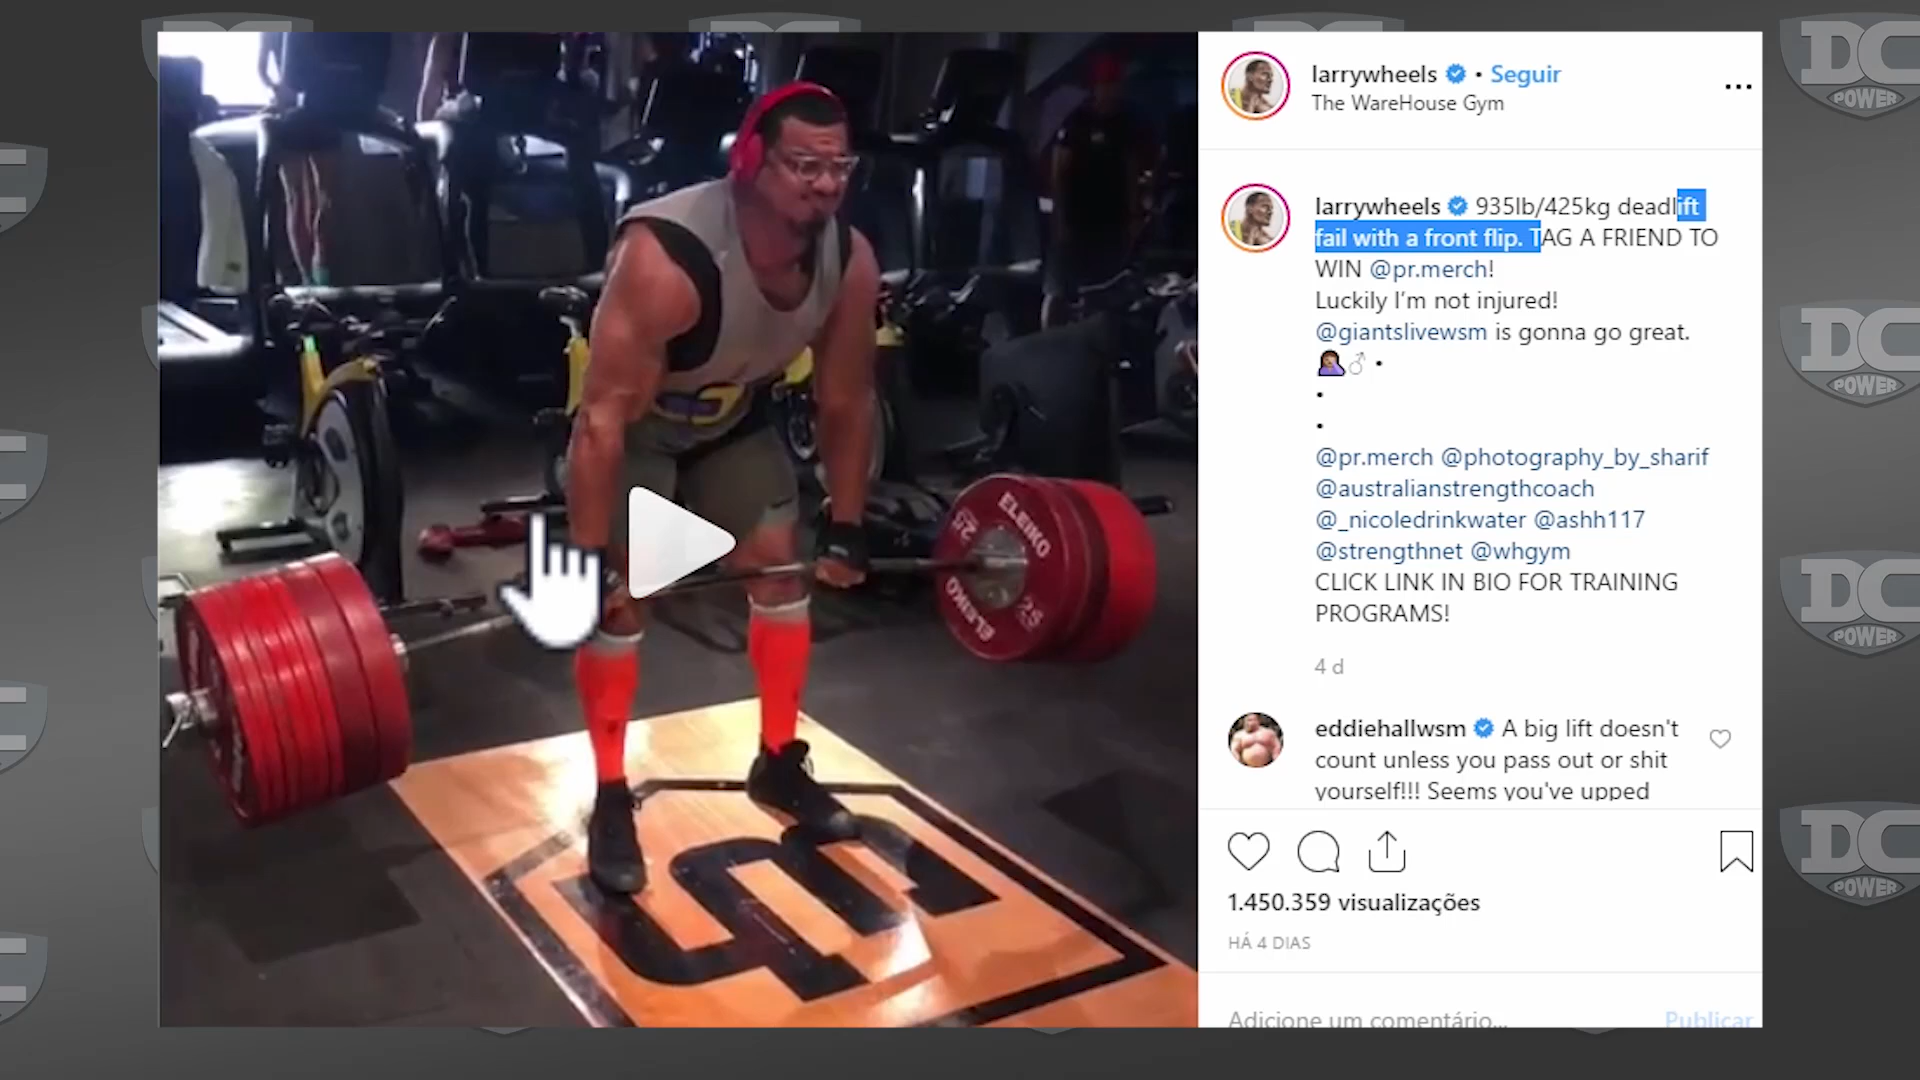 larrywheels • Seguir
The WareHouse Gym
larrywheels 935lb/425kg deadlift
fail with a front flip. TAG A FRIEND TO
WIN @pr.merch!
Luckily I'm not injured!
@giantslivewsm is gonna go great.
🤦🏾‍♂ •
•
•
@pr.merch @photography_by_sharif
@australianstrengthcoach
@_nicoledrinkwater @ashh117
@strengthnet @whgym
CLICK LINK IN BIO FOR TRAINING
PROGRAMS!
4 d
eddiehallwsm A big lift doesn't
count unless you pass out or shit
yourself!!! Seems you've upped
1.450.359 visualizações
HÁ 4 DIAS
Adicione um comentário...
Publicar
ELEIKO
25
ELEIKO
25
DC
POWER
DC
POWER
DC
POWER
DC
POWER